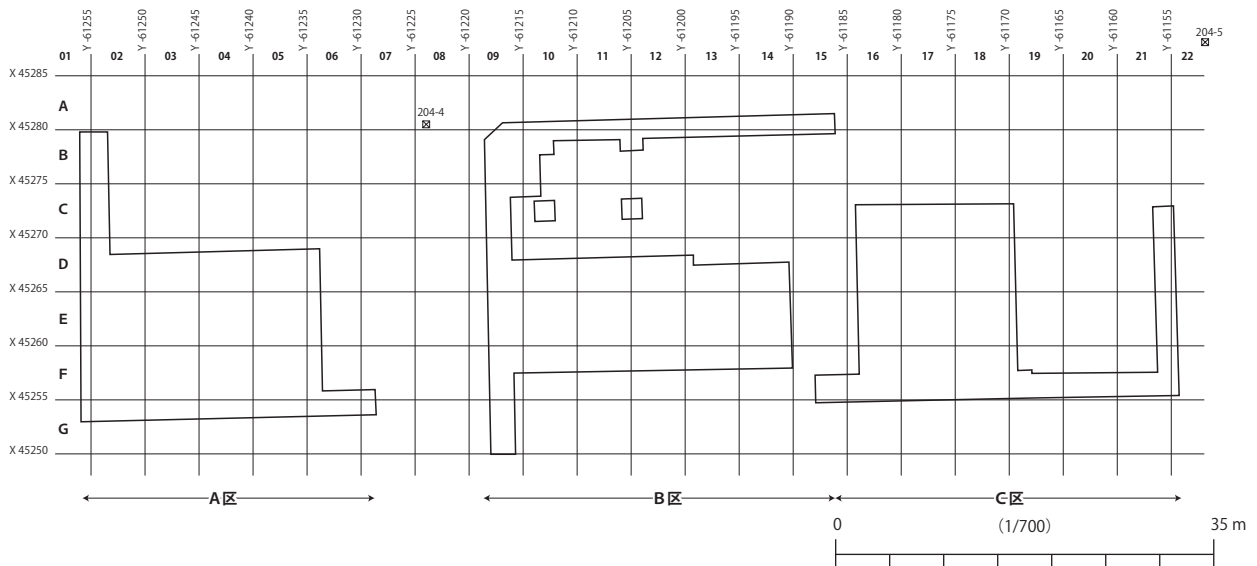 Y -61255
Y -61250
Y -61245
Y -61240
Y -61235
Y -61230
Y -61225
Y -61220
Y -61215
Y -61210
Y -61205
Y -61200
Y -61195
Y -61190
Y -61185
Y -61180
Y -61175
Y -61170
Y -61165
Y -61160
Y -61155
204-5
01 02 03 04 05 06 07 08 09 10 11 12 13 14 15 16 17 18 19 20 21 22
X 45285
A
204-4
X 45280
B
X 45275
C
X 45270
D
X 45265
E
X 45260
F
X 45255
G
X 45250
A区 B区 C区
0 (1/700) 35 m